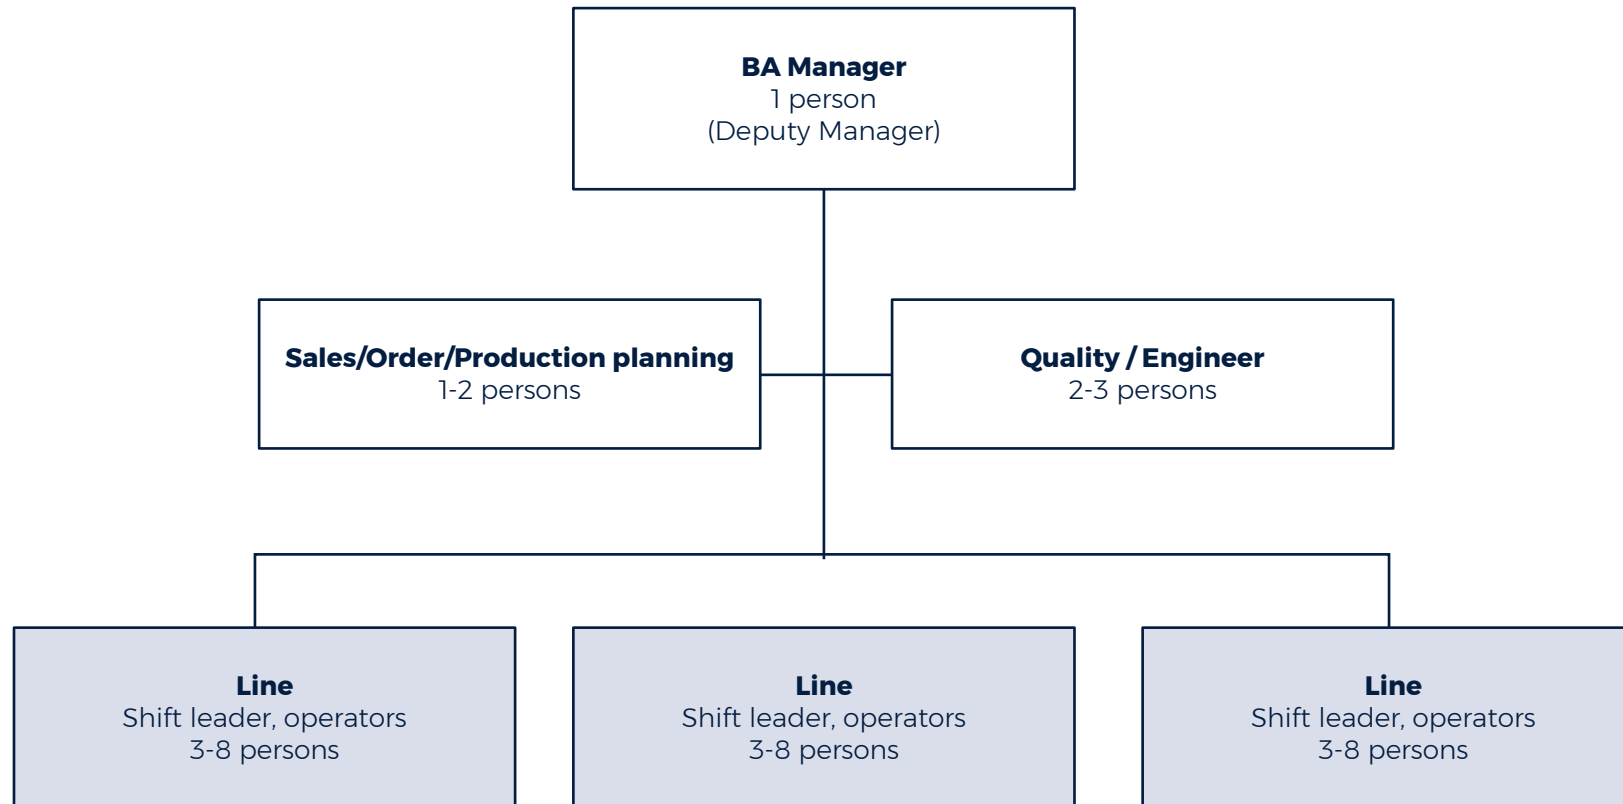 BA Manager
1 person
(Deputy Manager)
Sales/Order/Production planning
1-2 persons
Quality / Engineer
2-3 persons
Line
Shift leader, operators
3-8 persons
Line
Shift leader, operators
3-8 persons
Line
Shift leader, operators
3-8 persons